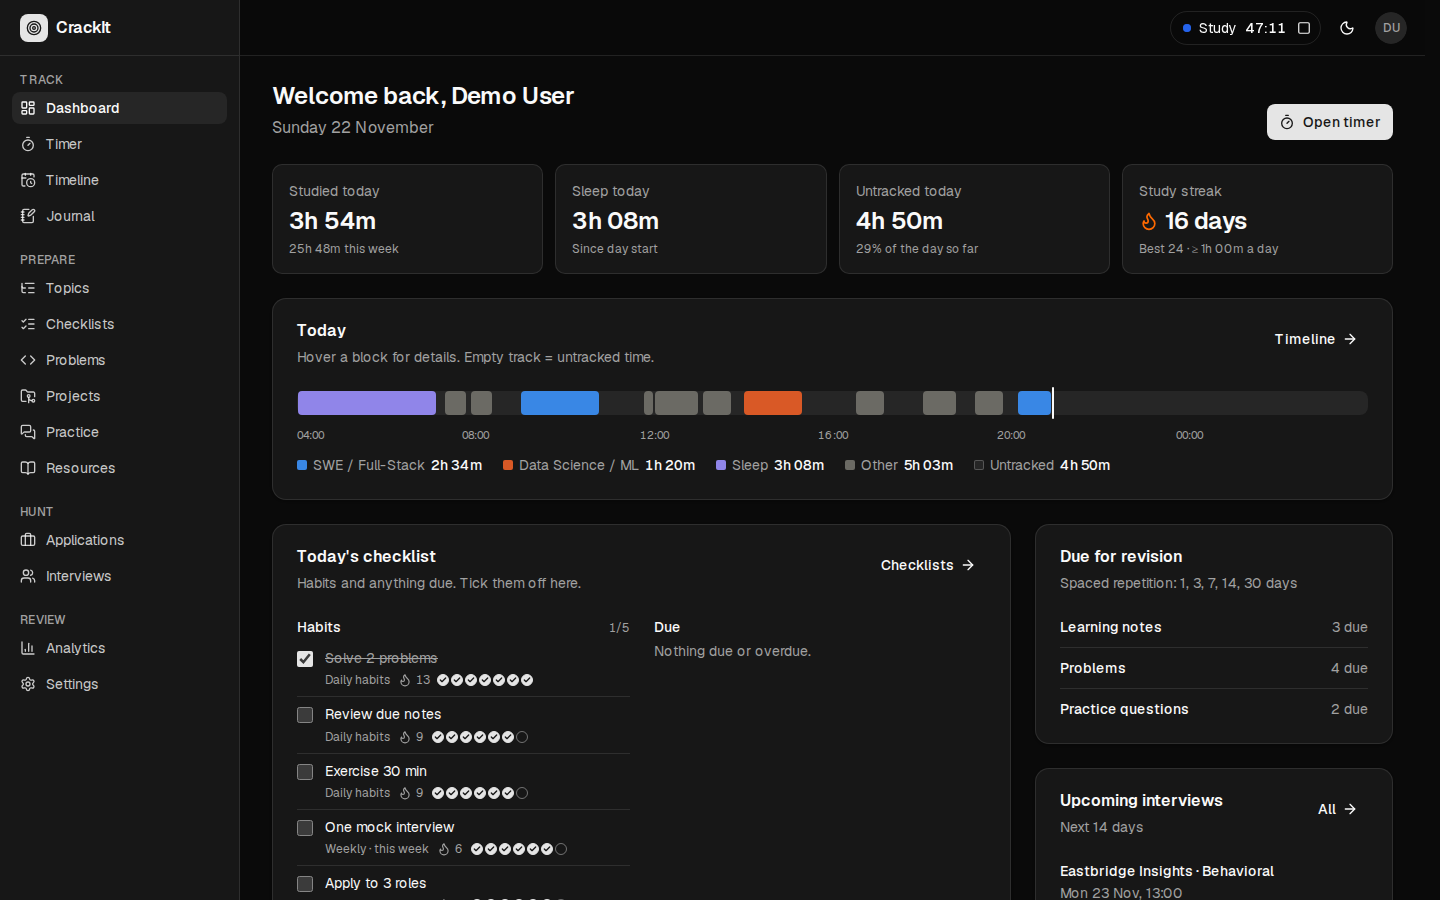 CrackIt
Study 47:11
DU
TRACK
Dashboard
Timer
Timeline
Journal
PREPARE
Topics
Checklists
Problems
Projects
Practice
Resources
HUNT
Applications
Interviews
REVIEW
Analytics
Settings
Welcome back, Demo User
Sunday 22 November
Open timer
Studied today
3h 54m
25h 48m this week
Sleep today
3h 08m
Since day start
Untracked today
4h 50m
29% of the day so far
Study streak
16 days
Best 24 · ≥ 1h 00m a day
Today
Hover a block for details. Empty track = untracked time.
Timeline
04:00 08:00 12:00 16:00 20:00 00:00
SWE / Full-Stack 2h 34m Data Science / ML 1h 20m Sleep 3h 08m Other 5h 03m Untracked 4h 50m
Today's checklist
Habits and anything due. Tick them off here.
Checklists
Habits 1/5
Solve 2 problems
Daily habits 13
Review due notes
Daily habits 9
Exercise 30 min
Daily habits 9
One mock interview
Weekly · this week 6
Apply to 3 roles
Due
Nothing due or overdue.
Due for revision
Spaced repetition: 1, 3, 7, 14, 30 days
Learning notes 3 due
Problems 4 due
Practice questions 2 due
Upcoming interviews
Next 14 days
All
Eastbridge Insights · Behavioral
Mon 23 Nov, 13:00